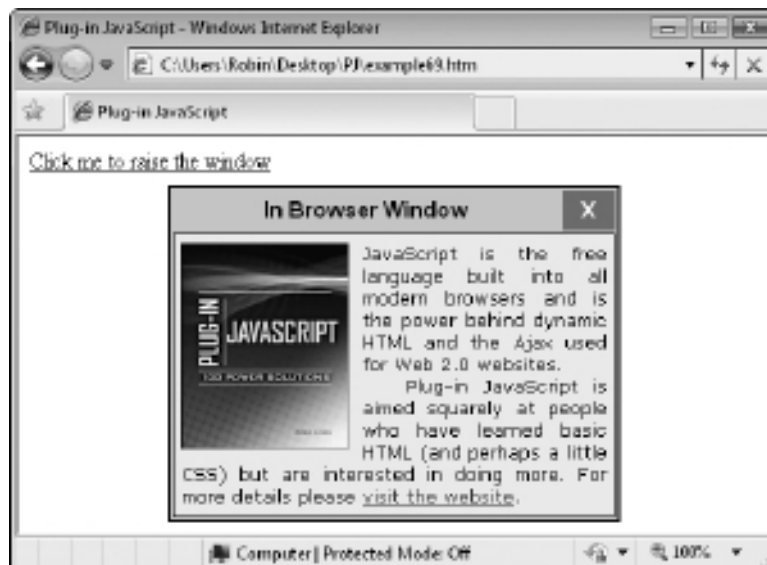 Plug-in JavaScript - Windows Internet Explorer
C:\Users\Robin\Desktop\PJ\example69.htm
Plug-in JavaScript
Click me to raise the window
In Browser Window X
PLUG-IN
JAVASCRIPT
100 POWER SOLUTIONS
JavaScript is the free
language built into all
modern browsers and is
the power behind dynamic
HTML and the Ajax used
for Web 2.0 websites.
Plug-in JavaScript is
aimed squarely at people
who have learned basic
HTML (and perhaps a little
CSS) but are interested in doing more. For
more details please visit the website.
Computer | Protected Mode: Off 100%